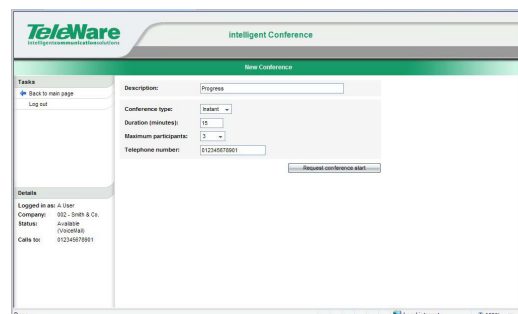 TeleWare
intelligentcommunicationsolutions
intelligent Conference
New Conference
Tasks
Back to main page
Log out
Description: Progress
Conference type: Instant
Duration (minutes): 15
Maximum participants: 3
Telephone number: 012345678901
Request conference start
Details
Logged in as: A User
Company: 002 - Smith & Co.
Status: Available
(VoiceMail)
Calls to: 012345678901